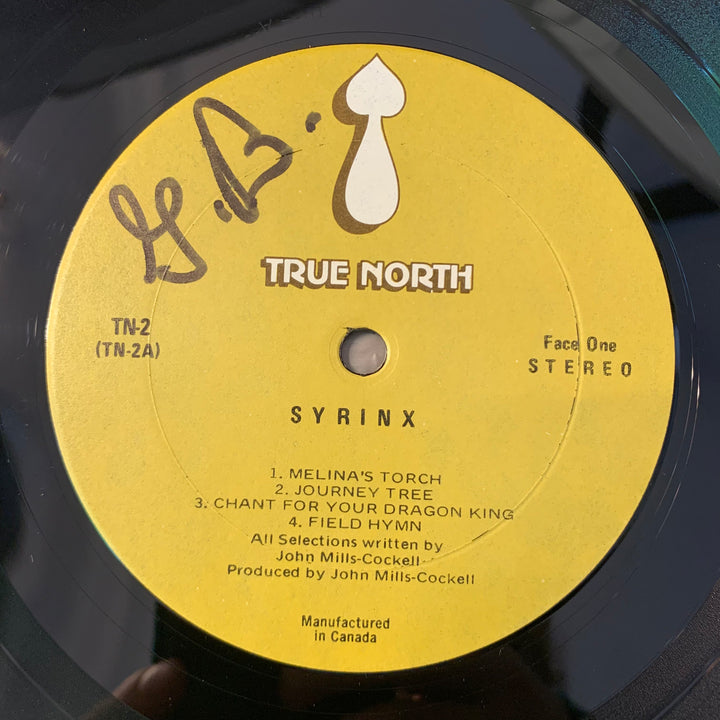 G.B.
TRUE NORTH
TN-2
(TN-2A)
Face One
STEREO
SYRINX
1. MELINA'S TORCH
2. JOURNEY TREE
3. CHANT FOR YOUR DRAGON KING
4. FIELD HYMN
All Selections written by
John Mills-Cockell
Produced by John Mills-Cockell
Manufactured
in Canada